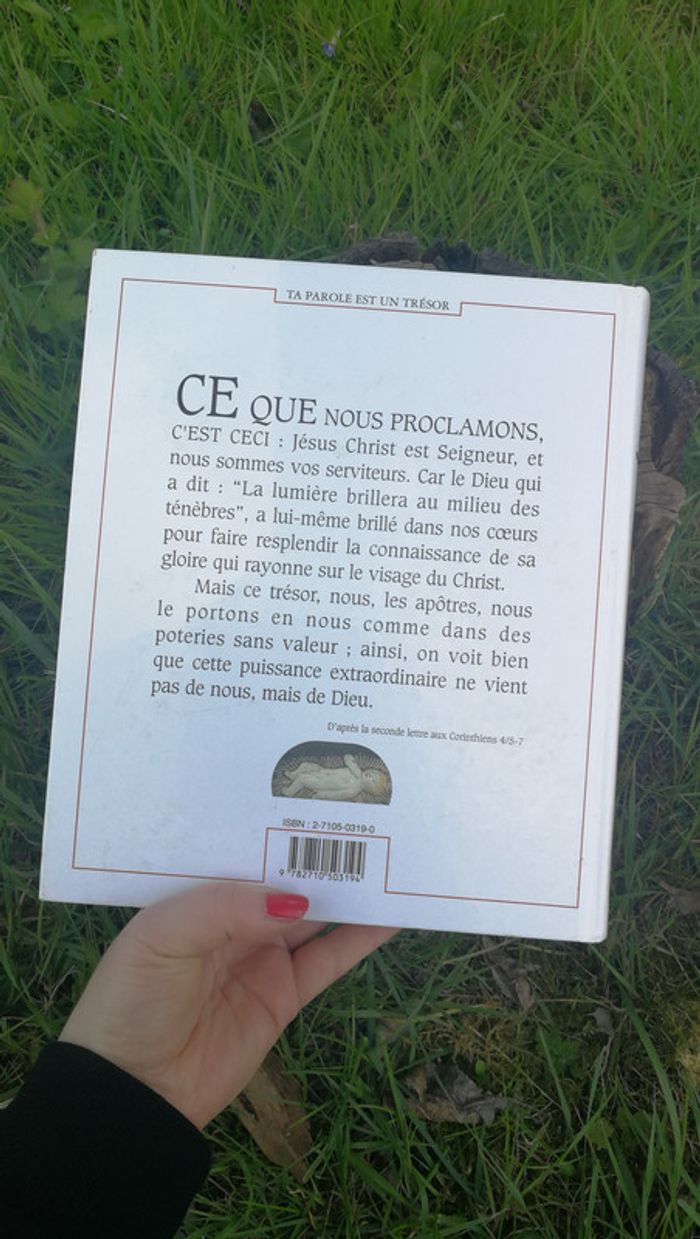 TA PAROLE EST UN TRÉSOR
CE QUE NOUS PROCLAMONS,
C'EST CECI : Jésus Christ est Seigneur, et
nous sommes vos serviteurs. Car le Dieu qui
a dit : “La lumière brillera au milieu des
ténèbres”, a lui-même brillé dans nos cœurs
pour faire resplendir la connaissance de sa
gloire qui rayonne sur le visage du Christ.
Mais ce trésor, nous, les apôtres, nous
le portons en nous comme dans des
poteries sans valeur ; ainsi, on voit bien
que cette puissance extraordinaire ne vient
pas de nous, mais de Dieu.
D'après la seconde lettre aux Corinthiens 4/5-7
ISBN : 2-7105-0319-0
9 782710 503194